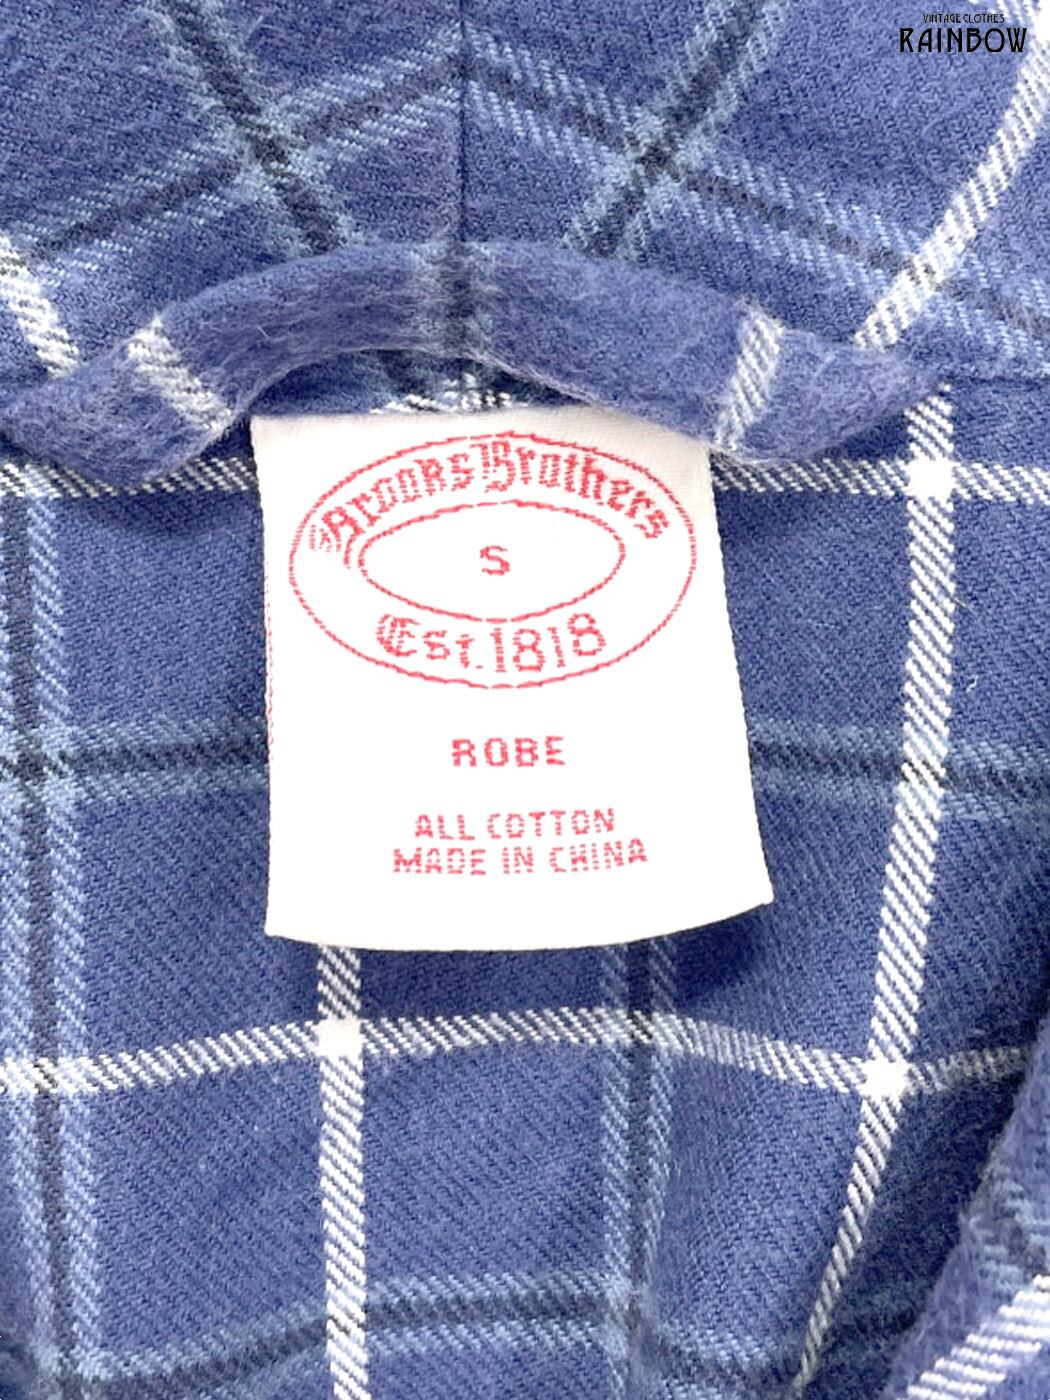 VINTAGE CLOTHES
RAINBOW
Brooks Brothers
S
Est. 1818
ROBE
ALL COTTON
MADE IN CHINA